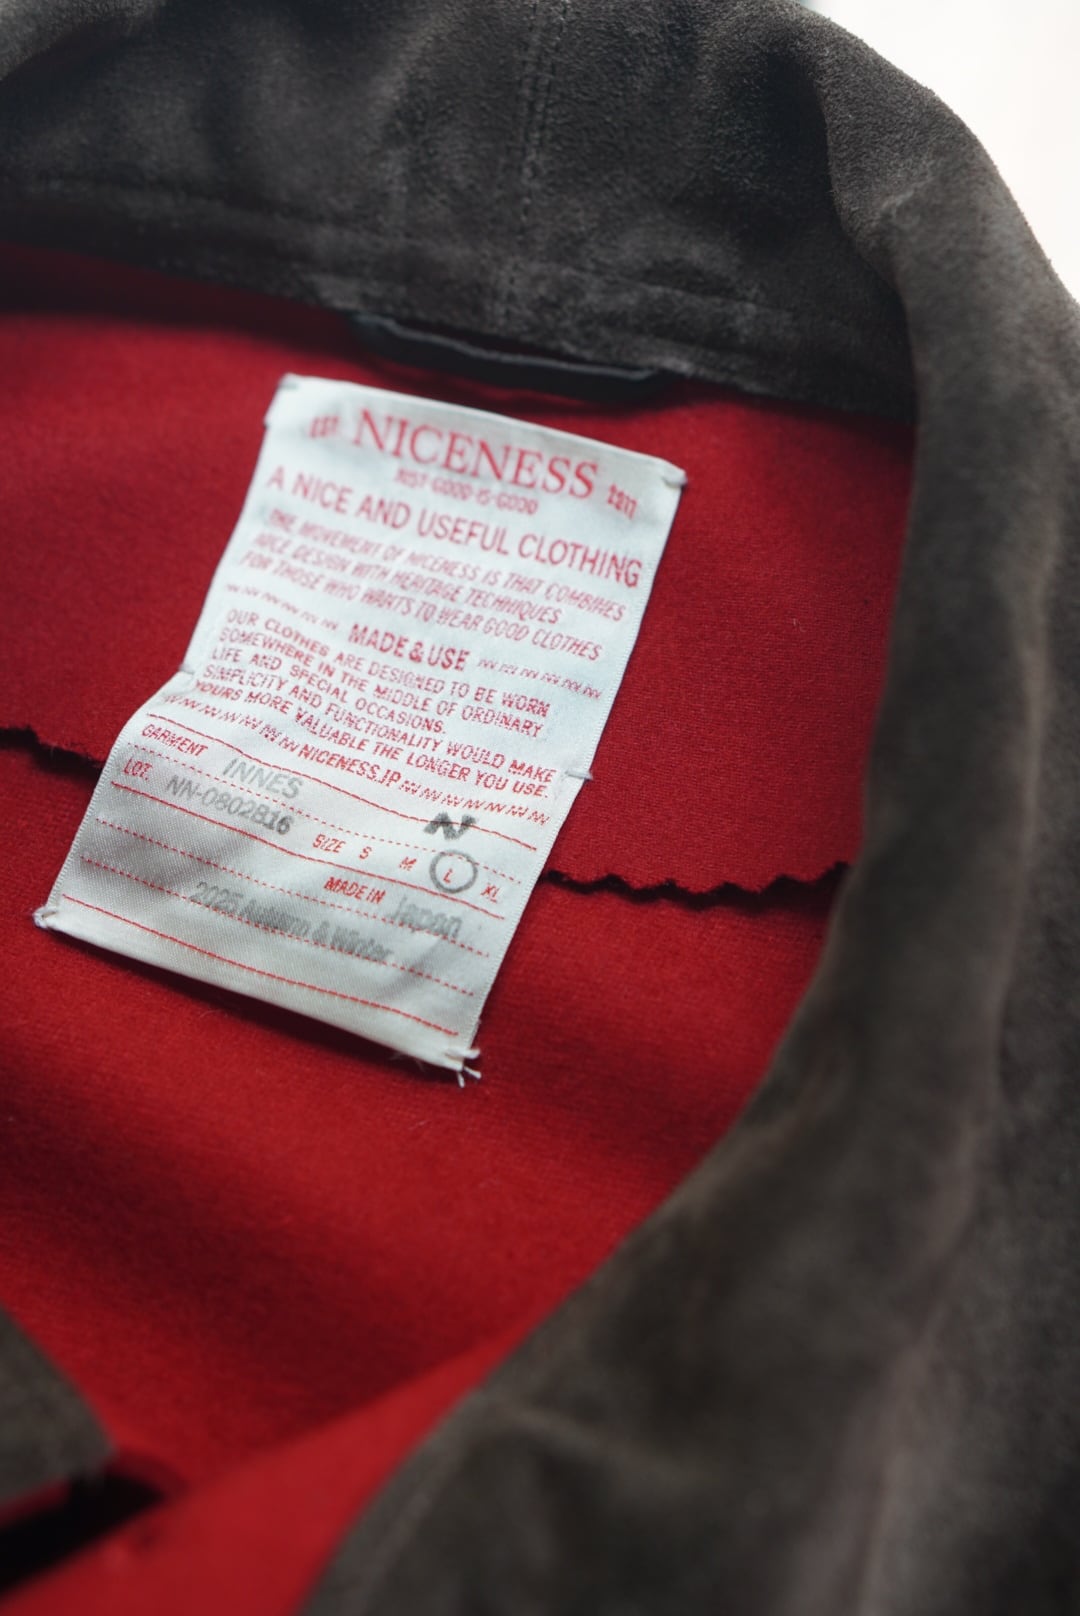 NICENESS
JUST-GOOD-IS-GOOD
A NICE AND USEFUL CLOTHING
THE MOVEMENT OF NICENESS IS THAT COMBINES
NICE DESIGN WITH HERITAGE TECHNIQUES
FOR THOSE WHO WANTS TO WEAR GOOD CLOTHES
MADE & USE
OUR CLOTHES ARE DESIGNED TO BE WORN
SOMEWHERE IN THE MIDDLE OF ORDINARY
LIFE AND SPECIAL OCCASIONS.
SIMPLICITY AND FUNCTIONALITY WOULD MAKE
YOURS MORE VALUABLE THE LONGER YOU USE.
NICENESS.JP
GARMENT INNES N
LOT. NN-0802B16 SIZE S M L XL
MADE IN Japan
2025 Autumn & Winter